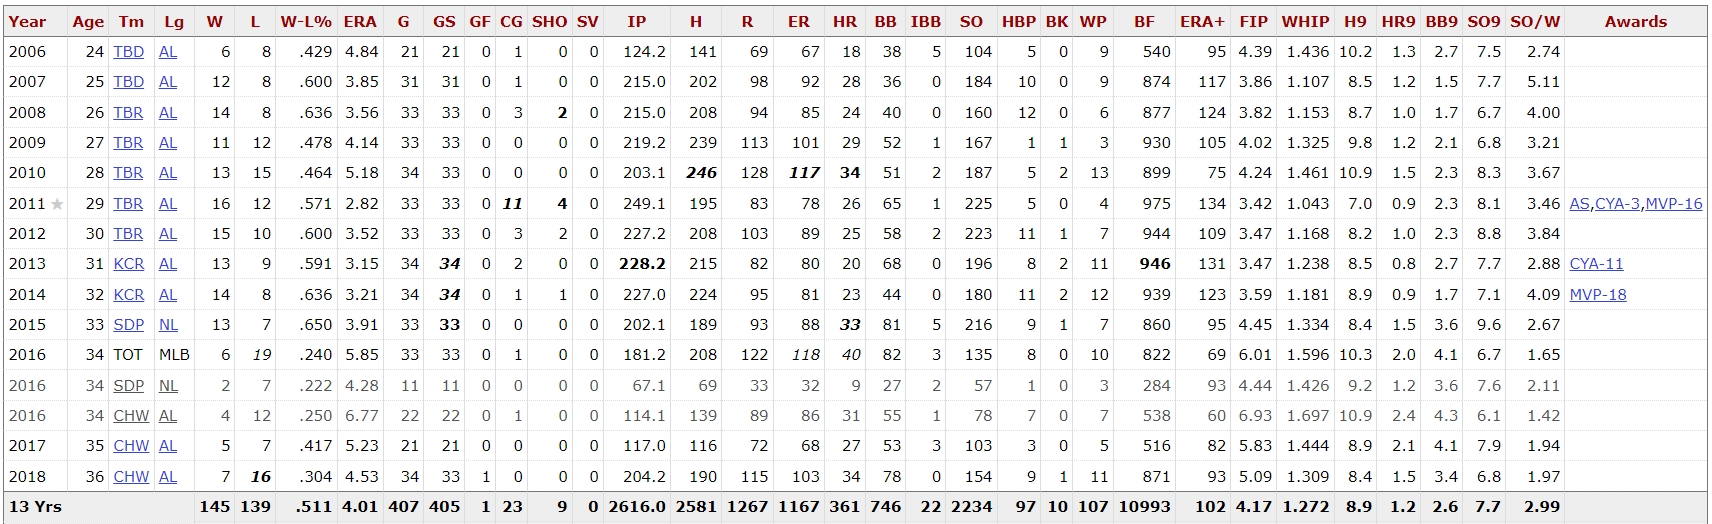 Year Age Tm Lg W L W-L% ERA G GS GF CG SHO SV IP H R ER HR BB IBB SO HBP BK WP BF ERA+ FIP WHIP H9 HR9 BB9 SO9 SO/W Awards
2006 24 TBD AL 6 8 .429 4.84 21 21 0 1 0 0 124.2 141 69 67 18 38 5 104 5 0 9 540 95 4.39 1.436 10.2 1.3 2.7 7.5 2.74
2007 25 TBD AL 12 8 .600 3.85 31 31 0 1 0 0 215.0 202 98 92 28 36 0 184 10 0 9 874 117 3.86 1.107 8.5 1.2 1.5 7.7 5.11
2008 26 TBR AL 14 8 .636 3.56 33 33 0 3 2 0 215.0 208 94 85 24 40 0 160 12 0 6 877 124 3.82 1.153 8.7 1.0 1.7 6.7 4.00
2009 27 TBR AL 11 12 .478 4.14 33 33 0 3 0 0 219.2 239 113 101 29 52 1 167 1 1 3 930 105 4.02 1.325 9.8 1.2 2.1 6.8 3.21
2010 28 TBR AL 13 15 .464 5.18 34 33 0 0 0 0 203.1 246 128 117 34 51 2 187 5 2 13 899 75 4.24 1.461 10.9 1.5 2.3 8.3 3.67
2011 ★ 29 TBR AL 16 12 .571 2.82 33 33 0 11 4 0 249.1 195 83 78 26 65 1 225 5 0 4 975 134 3.42 1.043 7.0 0.9 2.3 8.1 3.46 AS,CYA-3,MVP-16
2012 30 TBR AL 15 10 .600 3.52 33 33 0 3 2 0 227.2 208 103 89 25 58 2 223 11 1 7 944 109 3.47 1.168 8.2 1.0 2.3 8.8 3.84
2013 31 KCR AL 13 9 .591 3.15 34 34 0 2 0 0 228.2 215 82 80 20 68 0 196 8 2 11 946 131 3.47 1.238 8.5 0.8 2.7 7.7 2.88 CYA-11
2014 32 KCR AL 14 8 .636 3.21 34 34 0 1 1 0 227.0 224 95 81 23 44 0 180 11 2 12 939 123 3.59 1.181 8.9 0.9 1.7 7.1 4.09 MVP-18
2015 33 SDP NL 13 7 .650 3.91 33 33 0 0 0 0 202.1 189 93 88 33 81 5 216 9 1 7 860 95 4.45 1.334 8.4 1.5 3.6 9.6 2.67
2016 34 TOT MLB 6 19 .240 5.85 33 33 0 1 0 0 181.2 208 122 118 40 82 3 135 8 0 10 822 69 6.01 1.596 10.3 2.0 4.1 6.7 1.65
2016 34 SDP NL 2 7 .222 4.28 11 11 0 0 0 0 67.1 69 33 32 9 27 2 57 1 0 3 284 93 4.44 1.426 9.2 1.2 3.6 7.6 2.11
2016 34 CHW AL 4 12 .250 6.77 22 22 0 1 0 0 114.1 139 89 86 31 55 1 78 7 0 7 538 60 6.93 1.697 10.9 2.4 4.3 6.1 1.42
2017 35 CHW AL 5 7 .417 5.23 21 21 0 0 0 0 117.0 116 72 68 27 53 3 103 3 0 5 516 82 5.83 1.444 8.9 2.1 4.1 7.9 1.94
2018 36 CHW AL 7 16 .304 4.53 34 33 1 0 0 0 204.2 190 115 103 34 78 0 154 9 1 11 871 93 5.09 1.309 8.4 1.5 3.4 6.8 1.97
13 Yrs 145 139 .511 4.01 407 405 1 23 9 0 2616.0 2581 1267 1167 361 746 22 2234 97 10 107 10993 102 4.17 1.272 8.9 1.2 2.6 7.7 2.99